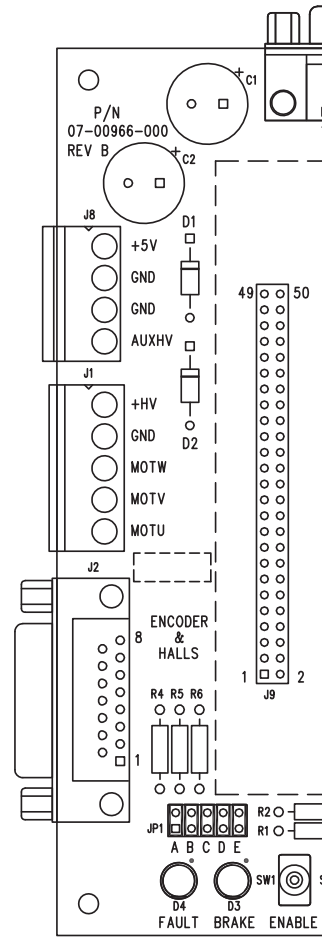 C1
P/N
07-00966-000
REV B
C2
J8
D1
+5V
GND
GND
AUXHV
49 50
J1
+HV
D2
GND
MOTW
MOTV
MOTU
J2
8
ENCODER
&
HALLS
1 2
J9
R4 R5 R6
1
R2
JP1
R1
A B C D E
SW1
D4 D3
FAULT BRAKE ENABLE